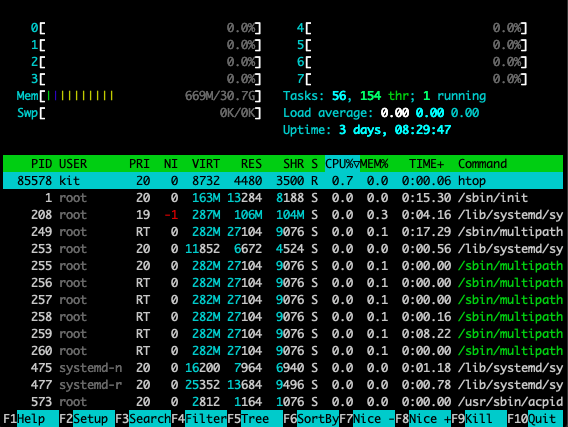 0[ 0.0%] 4[ 0.0%]
1[ 0.0%] 5[ 0.0%]
2[ 0.0%] 6[ 0.0%]
3[ 0.0%] 7[ 0.0%]
Mem[|||||||||| 669M/30.7G] Tasks: 56, 154 thr; 1 running
Swp[ 0K/0K] Load average: 0.00 0.00 0.00
Uptime: 3 days, 08:29:47
PID USER PRI NI VIRT RES SHR S CPU%▽MEM% TIME+ Command
85578 kit 20 0 8732 4480 3500 R 0.7 0.0 0:00.06 htop
1 root 20 0 163M 13284 8188 S 0.0 0.0 0:15.30 /sbin/init
208 root 19 -1 287M 106M 104M S 0.0 0.3 0:04.16 /lib/systemd/sy
249 root RT 0 282M 27104 9076 S 0.0 0.1 0:17.29 /sbin/multipath
253 root 20 0 11852 6672 4524 S 0.0 0.0 0:00.56 /lib/systemd/sy
255 root 20 0 282M 27104 9076 S 0.0 0.1 0:00.00 /sbin/multipath
256 root RT 0 282M 27104 9076 S 0.0 0.1 0:00.00 /sbin/multipath
257 root RT 0 282M 27104 9076 S 0.0 0.1 0:00.00 /sbin/multipath
258 root RT 0 282M 27104 9076 S 0.0 0.1 0:00.16 /sbin/multipath
259 root RT 0 282M 27104 9076 S 0.0 0.1 0:08.22 /sbin/multipath
260 root RT 0 282M 27104 9076 S 0.0 0.1 0:00.00 /sbin/multipath
475 systemd-n 20 0 16200 7964 6940 S 0.0 0.0 0:01.18 /lib/systemd/sy
477 systemd-r 20 0 25352 13684 9496 S 0.0 0.0 0:00.78 /lib/systemd/sy
573 root 20 0 2812 1164 1076 S 0.0 0.0 0:00.00 /usr/sbin/acpid
F1Help F2Setup F3SearchF4FilterF5Tree F6SortByF7Nice -F8Nice +F9Kill F10Quit